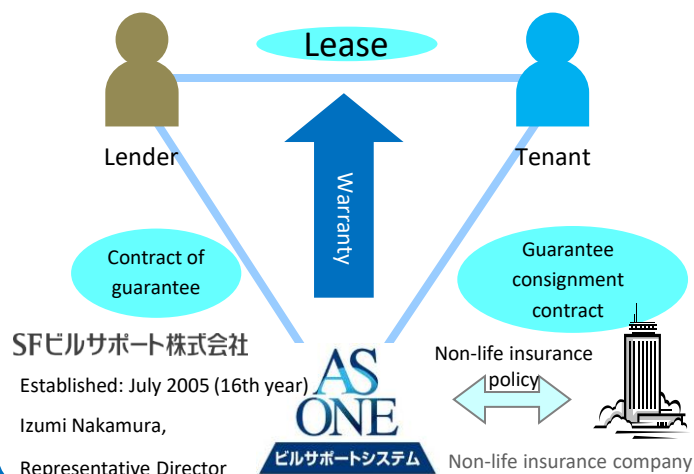 Lease
Lender
Tenant
Warranty
Contract of
guarantee
Guarantee
consignment
contract
SFビルサポート株式会社
Established: July 2005 (16th year)
Izumi Nakamura,
Representative Director
AS
ONE
ビルサポートシステム
Non-life insurance
policy
Non-life insurance company